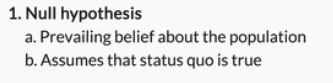 1. Null hypothesis
a. Prevailing belief about the population
b. Assumes that status quo is true